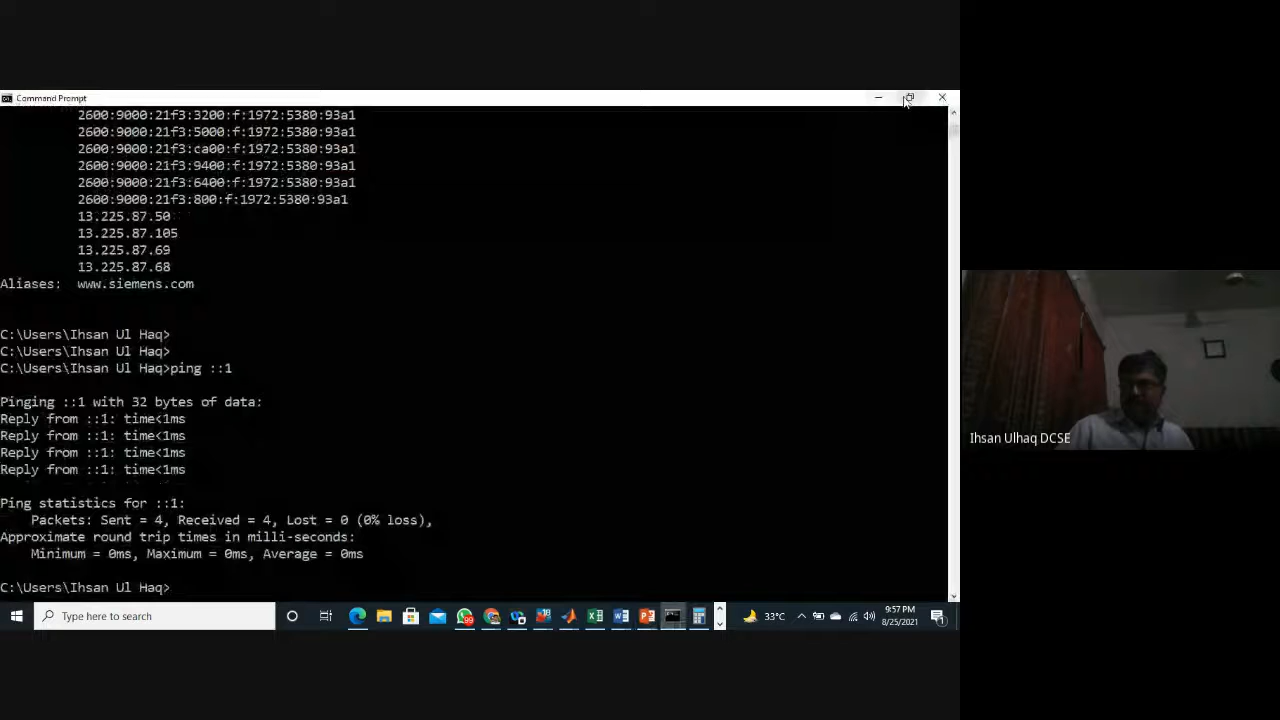 Command Prompt
2600:9000:21f3:3200:f:1972:5380:93a1
2600:9000:21f3:5000:f:1972:5380:93a1
2600:9000:21f3:ca00:f:1972:5380:93a1
2600:9000:21f3:9400:f:1972:5380:93a1
2600:9000:21f3:6400:f:1972:5380:93a1
2600:9000:21f3:800:f:1972:5380:93a1
13.225.87.50
13.225.87.105
13.225.87.69
13.225.87.68
Aliases:  www.siemens.com
C:\Users\Ihsan Ul Haq>
C:\Users\Ihsan Ul Haq>
C:\Users\Ihsan Ul Haq>ping ::1
Pinging ::1 with 32 bytes of data:
Reply from ::1: time<1ms
Reply from ::1: time<1ms
Reply from ::1: time<1ms
Reply from ::1: time<1ms
Ping statistics for ::1:
Packets: Sent = 4, Received = 4, Lost = 0 (0% loss),
Approximate round trip times in milli-seconds:
Minimum = 0ms, Maximum = 0ms, Average = 0ms
C:\Users\Ihsan Ul Haq>
Ihsan Ulhaq DCSE
Type here to search
99
33°C
9:57 PM
8/25/2021
1